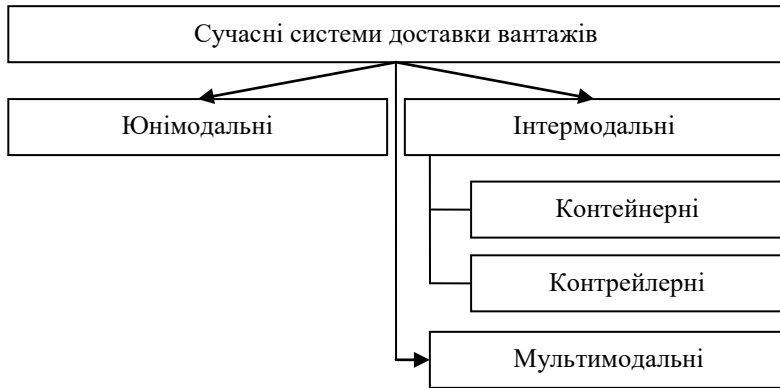 Сучасні системи доставки вантажів
Юнімодальні
Інтермодальні
Контейнерні
Контрейлерні
Мультимодальні